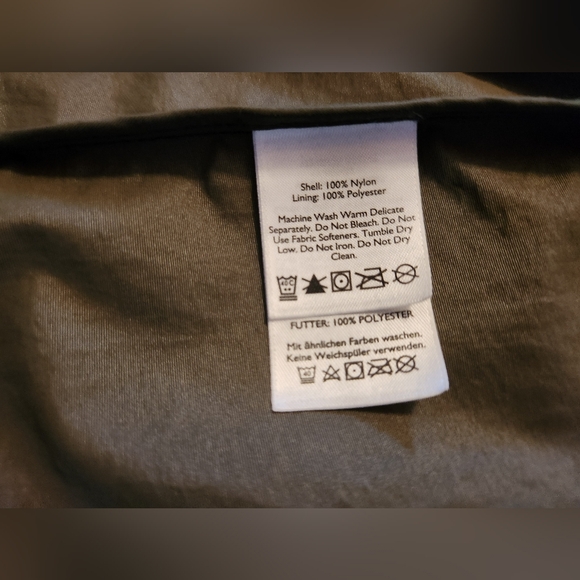 Shell: 100% Nylon
Lining: 100% Polyester
Machine Wash Warm Delicate
Separately. Do Not Bleach. Do Not
Use Fabric Softeners. Tumble Dry
Low. Do Not Iron. Do Not Dry
Clean.
FUTTER: 100% POLYESTER
Mit ähnlichen Farben waschen.
Keine Weichspüler verwenden.
40